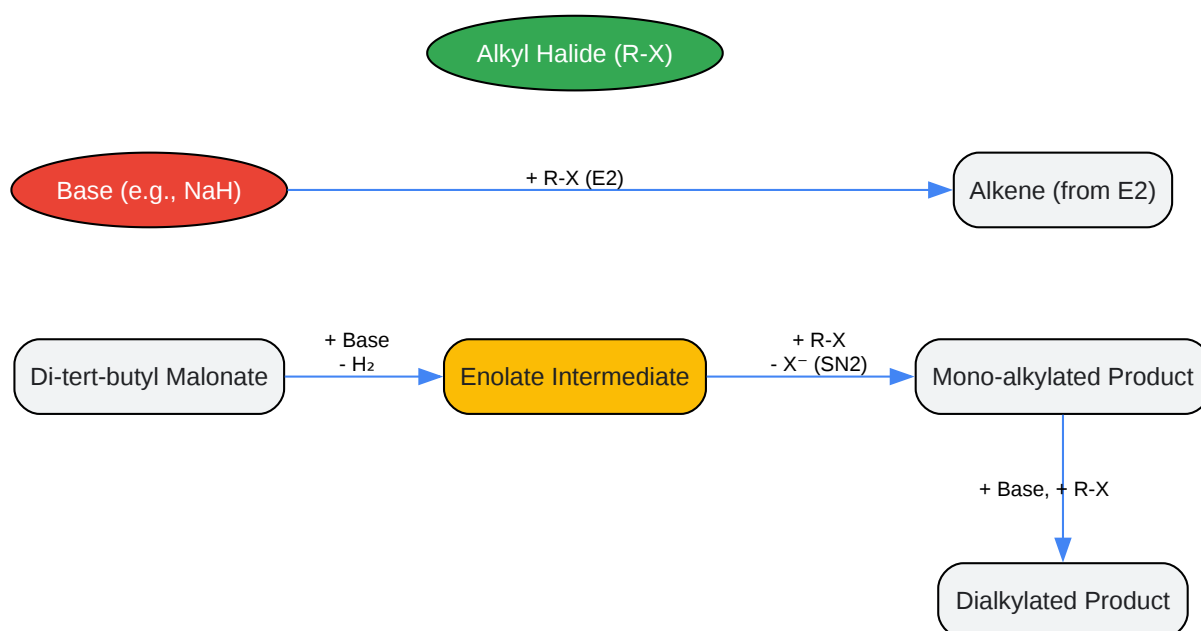 Alkyl Halide (R-X)
Base (e.g., NaH)
+ R-X (E2)
Alkene (from E2)
Di-tert-butyl Malonate
+ Base
- H₂
Enolate Intermediate
+ R-X
- X⁻ (SN2)
Mono-alkylated Product
+ Base, + R-X
Dialkylated Product